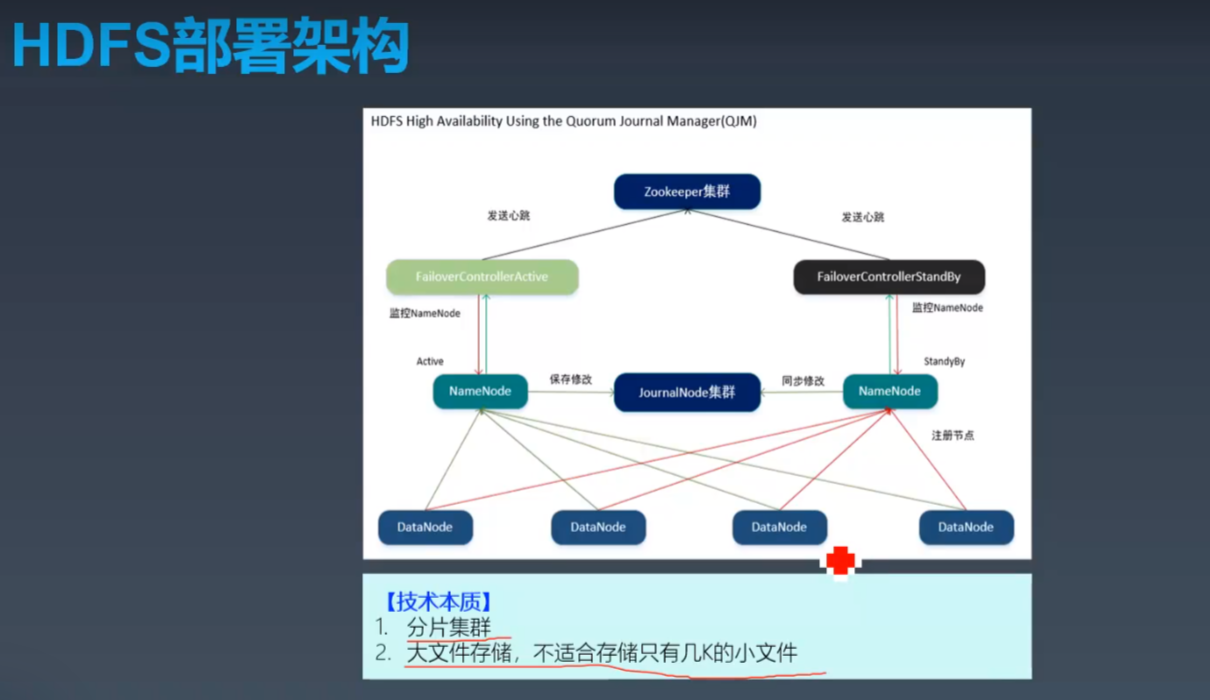 HDFS部署架构
HDFS High Availability Using the Quorum Journal Manager(QJM)
Zookeeper集群
发送心跳
发送心跳
FailoverControllerActive
FailoverControllerStandBy
监控NameNode
监控NameNode
Active
StandyBy
NameNode
保存修改
JournalNode集群
同步修改
NameNode
注册节点
DataNode
DataNode
DataNode
DataNode
【技术本质】
1. 分片集群
2. 大文件存储，不适合存储只有几K的小文件